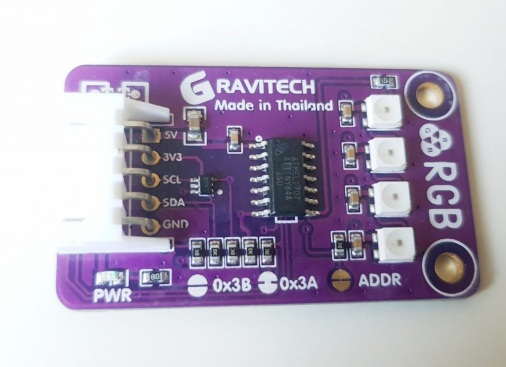 GRAVITECH
Made in Thailand
5V
3V3
SCL
SDA
GND
RGB
PWR
0x3B
0x3A
ADDR